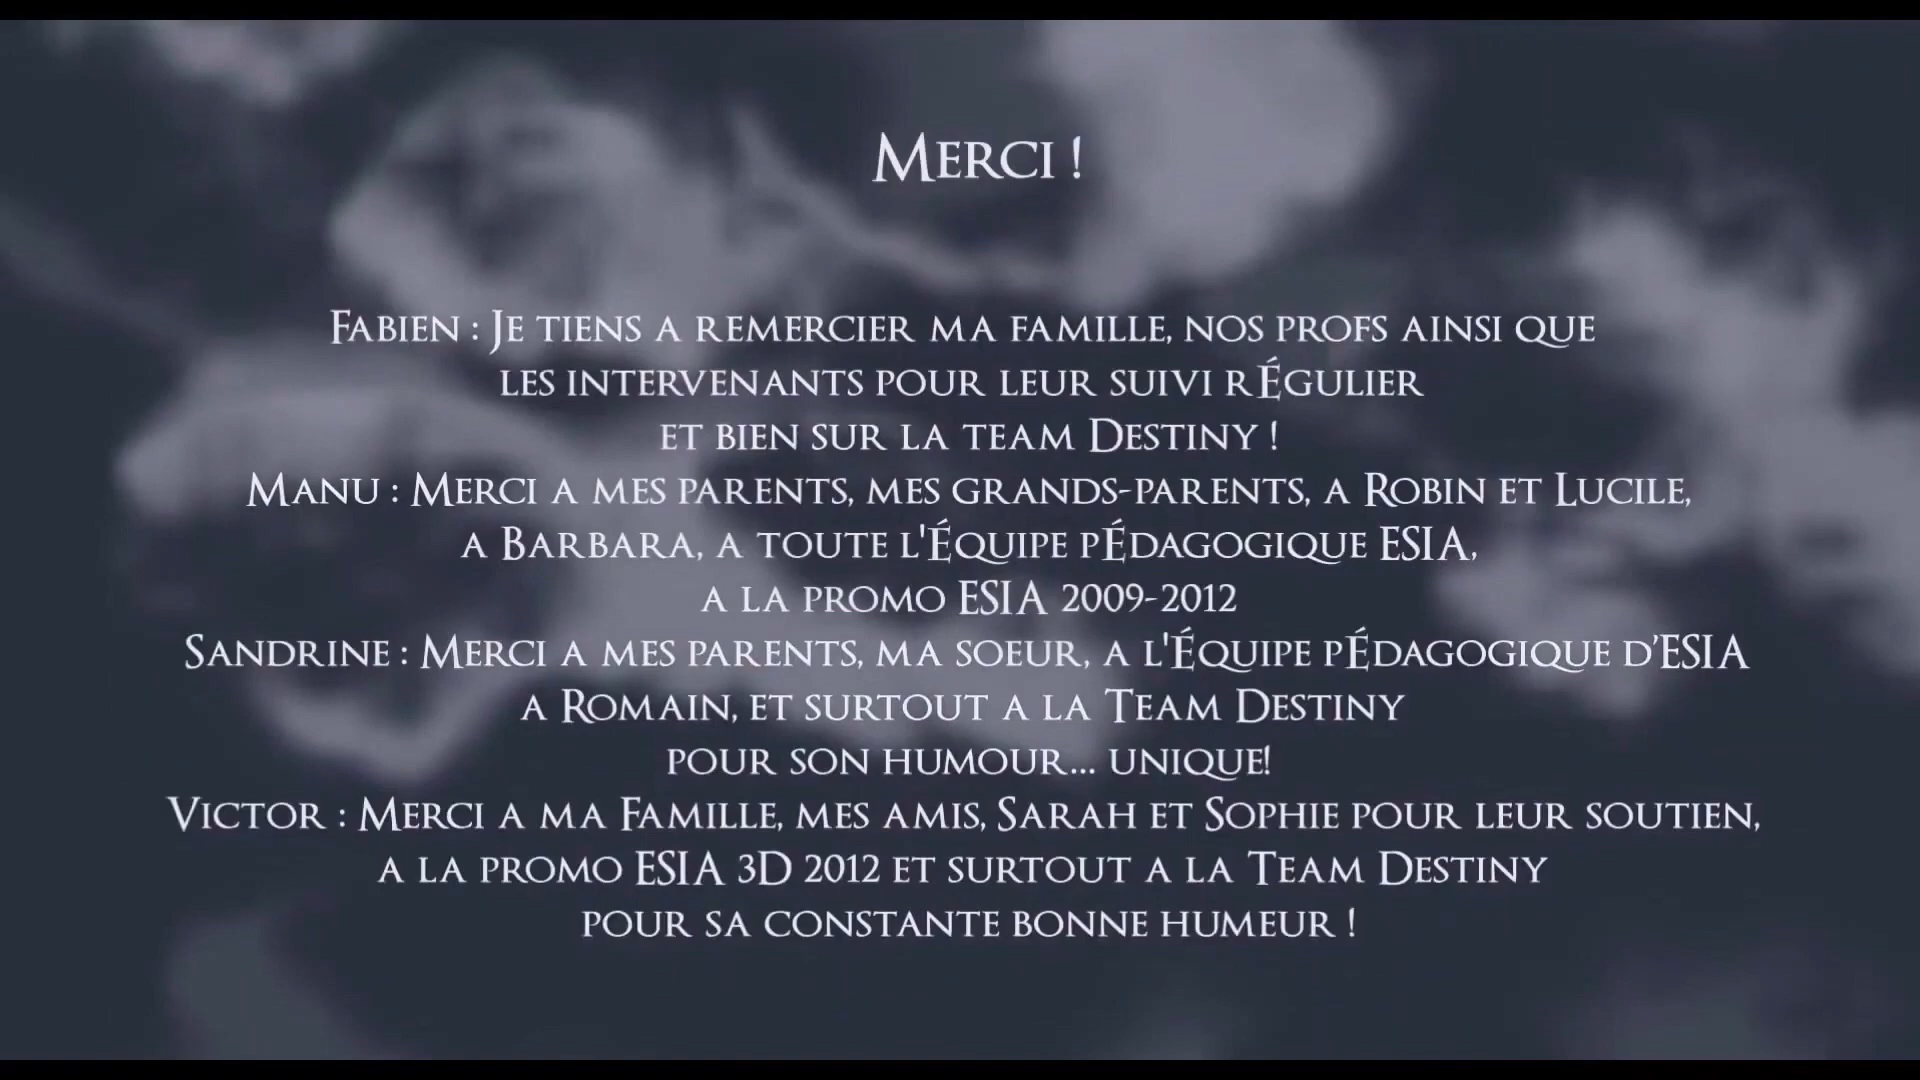 Merci !
Fabien : Je tiens a remercier ma famille, nos profs ainsi que
les intervenants pour leur suivi rÉgulier
et bien sur la team Destiny !
Manu : Merci a mes parents, mes grands-parents, a Robin et Lucile,
a Barbara, a toute l'Équipe pÉdagogique ESIA,
a la promo ESIA 2009-2012
Sandrine : Merci a mes parents, ma soeur, a l'Équipe pÉdagogique d’ESIA
a Romain, et surtout a la Team Destiny
pour son humour... unique!
Victor : Merci a ma Famille, mes amis, Sarah et Sophie pour leur soutien,
a la promo ESIA 3D 2012 et surtout a la Team Destiny
pour sa constante bonne humeur !